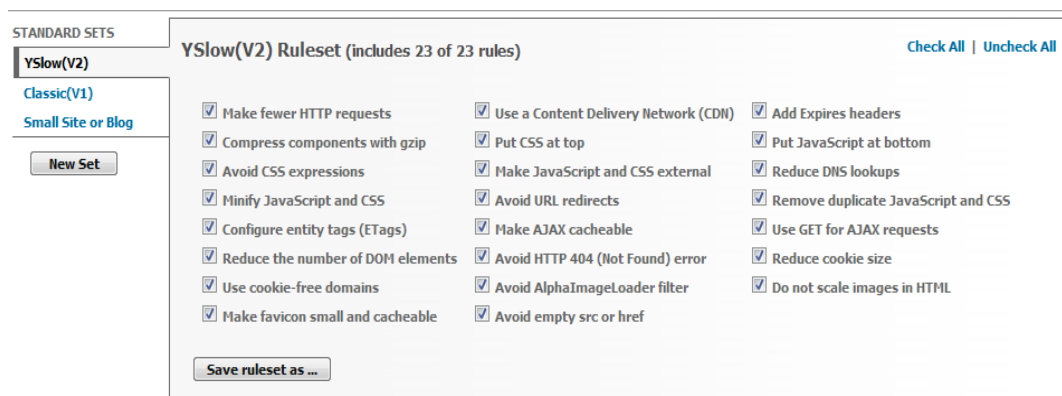 STANDARD SETS
YSlow(V2)
Classic(V1)
Small Site or Blog
New Set
YSlow(V2) Ruleset (includes 23 of 23 rules)
Check All | Uncheck All
Make fewer HTTP requests
Use a Content Delivery Network (CDN)
Add Expires headers
Compress components with gzip
Put CSS at top
Put JavaScript at bottom
Avoid CSS expressions
Make JavaScript and CSS external
Reduce DNS lookups
Minify JavaScript and CSS
Avoid URL redirects
Remove duplicate JavaScript and CSS
Configure entity tags (ETags)
Make AJAX cacheable
Use GET for AJAX requests
Reduce the number of DOM elements
Avoid HTTP 404 (Not Found) error
Reduce cookie size
Use cookie-free domains
Avoid AlphaImageLoader filter
Do not scale images in HTML
Make favicon small and cacheable
Avoid empty src or href
Save ruleset as ...